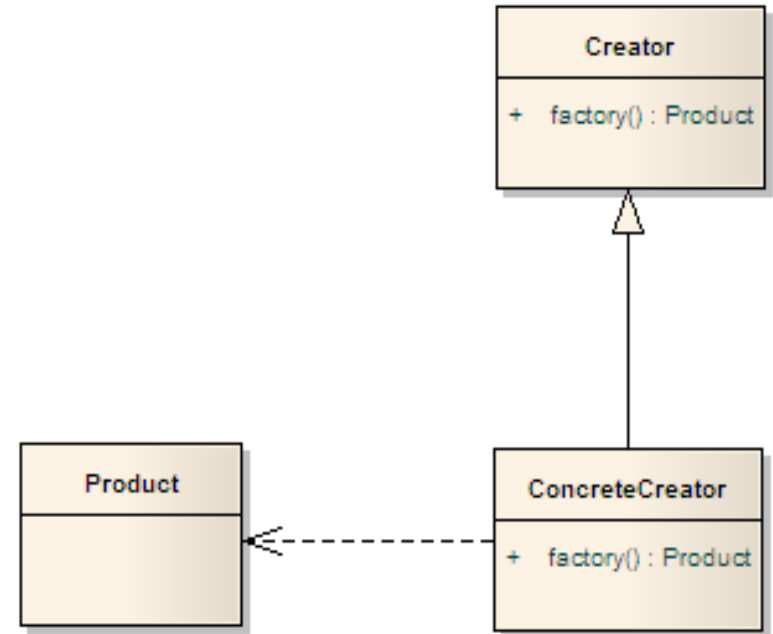 Creator
+ factory() : Product
Product
ConcreteCreator
+ factory() : Product